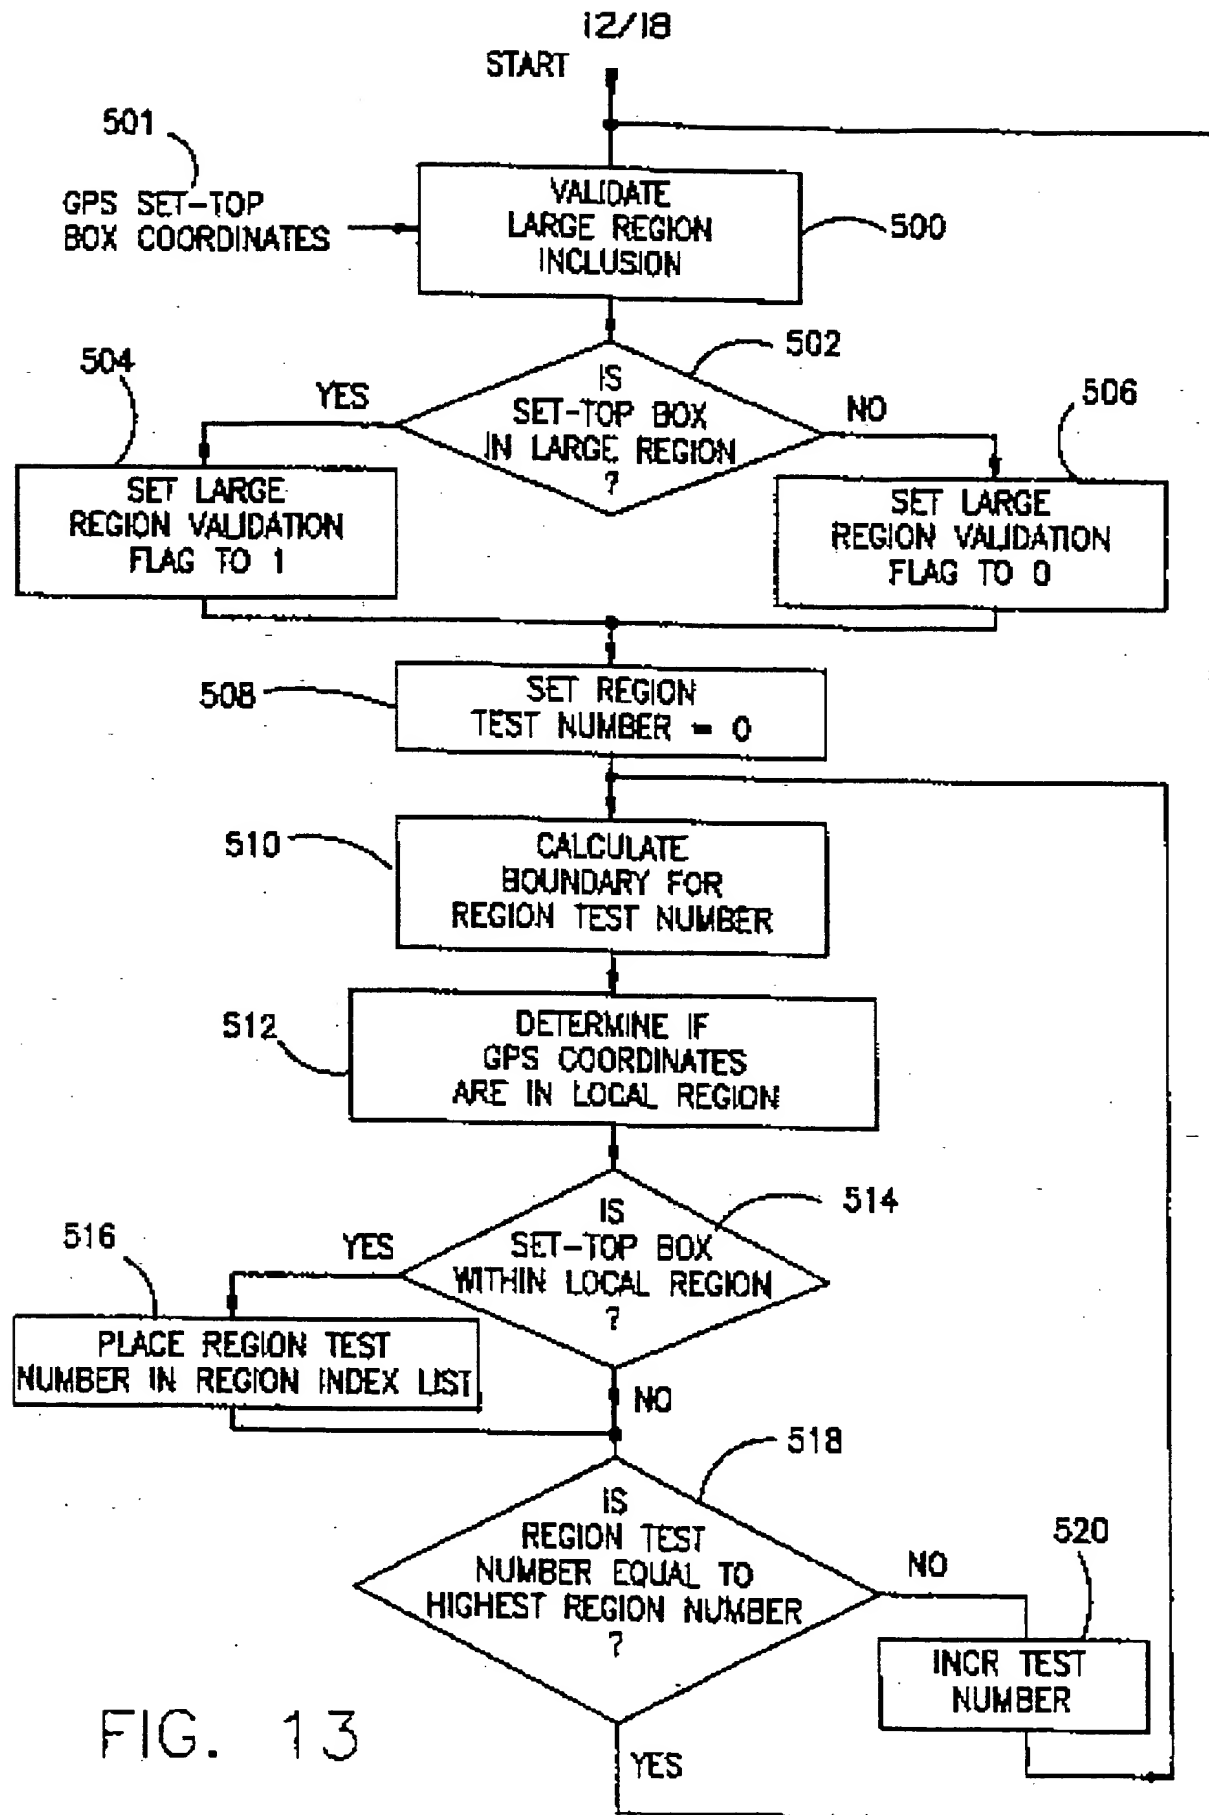 12/18
START
501
GPS SET-TOP
BOX COORDINATES
VALIDATE
LARGE REGION
INCLUSION
500
502
IS
SET-TOP BOX
IN LARGE REGION
?
YES
NO
504
506
SET LARGE
REGION VALIDATION
FLAG TO 1
SET LARGE
REGION VALIDATION
FLAG TO 0
508
SET REGION
TEST NUMBER = 0
510
CALCULATE
BOUNDARY FOR
REGION TEST NUMBER
512
DETERMINE IF
GPS COORDINATES
ARE IN LOCAL REGION
514
IS
SET-TOP BOX
WITHIN LOCAL REGION
?
YES
516
PLACE REGION TEST
NUMBER IN REGION INDEX LIST
NO
518
IS
REGION TEST
NUMBER EQUAL TO
HIGHEST REGION NUMBER
?
NO
520
INCR TEST
NUMBER
YES
FIG. 13